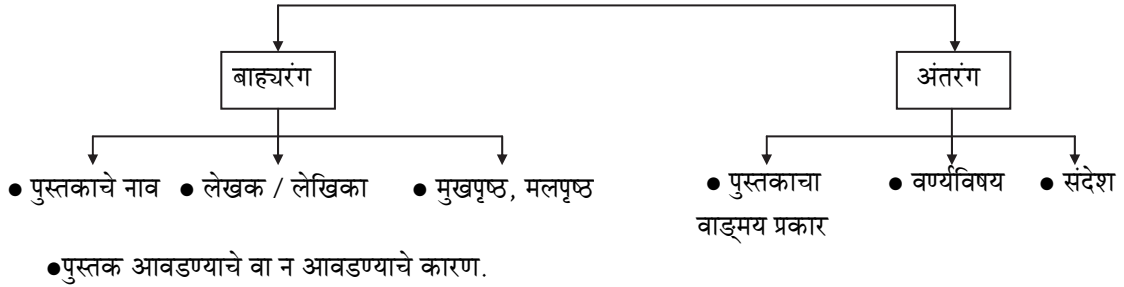 बाह्यरंग
अंतरंग
● पुस्तकाचे नाव ● लेखक / लेखिका ● मुखपृष्ठ, मलपृष्ठ
● पुस्तकाचा वाङ्मय प्रकार
● वर्ण्यविषय ● संदेश
●पुस्तक आवडण्याचे वा न आवडण्याचे कारण.